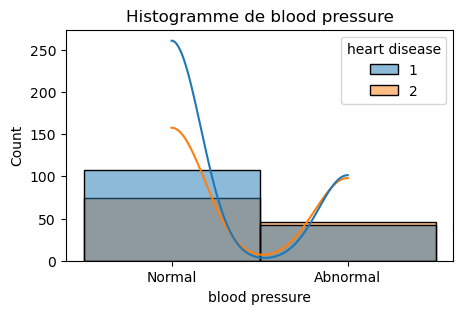 Histogramme de blood pressure
heart disease
1
2
Count
250
200
150
100
50
0
Normal
Abnormal
blood pressure